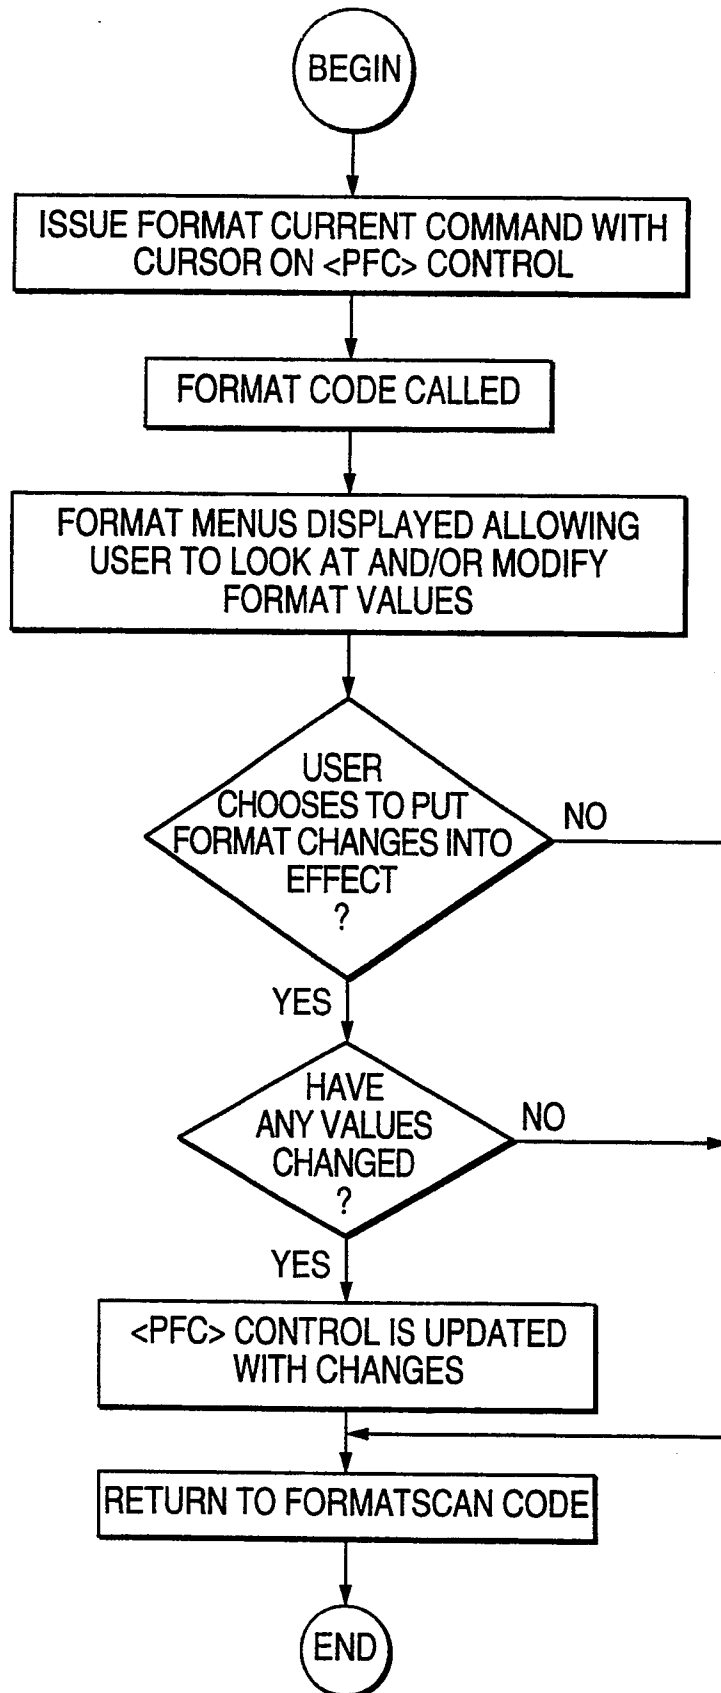 BEGIN
ISSUE FORMAT CURRENT COMMAND WITH
CURSOR ON <PFC> CONTROL
FORMAT CODE CALLED
FORMAT MENUS DISPLAYED ALLOWING
USER TO LOOK AT AND/OR MODIFY
FORMAT VALUES
USER
CHOOSES TO PUT
FORMAT CHANGES INTO
EFFECT
?
NO
YES
HAVE
ANY VALUES
CHANGED
?
NO
YES
<PFC> CONTROL IS UPDATED
WITH CHANGES
RETURN TO FORMATSCAN CODE
END